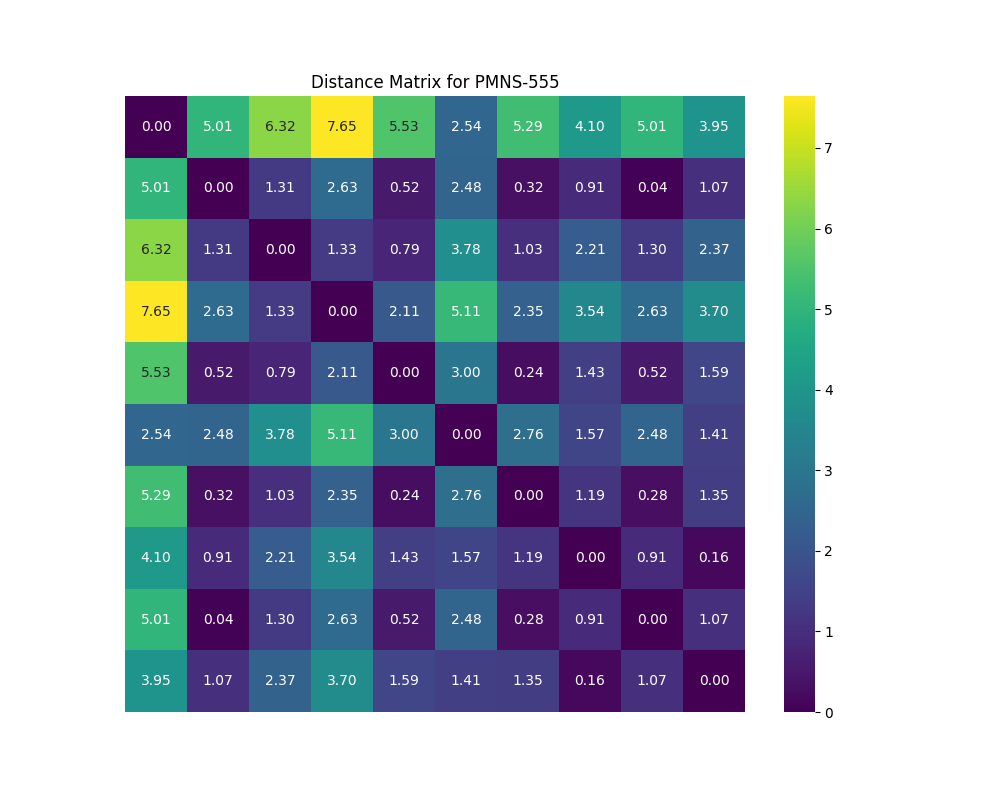 Distance Matrix for PMNS-555
0.00 5.01 6.32 7.65 5.53 2.54 5.29 4.10 5.01 3.95
5.01 0.00 1.31 2.63 0.52 2.48 0.32 0.91 0.04 1.07
6.32 1.31 0.00 1.33 0.79 3.78 1.03 2.21 1.30 2.37
7.65 2.63 1.33 0.00 2.11 5.11 2.35 3.54 2.63 3.70
5.53 0.52 0.79 2.11 0.00 3.00 0.24 1.43 0.52 1.59
2.54 2.48 3.78 5.11 3.00 0.00 2.76 1.57 2.48 1.41
5.29 0.32 1.03 2.35 0.24 2.76 0.00 1.19 0.28 1.35
4.10 0.91 2.21 3.54 1.43 1.57 1.19 0.00 0.91 0.16
5.01 0.04 1.30 2.63 0.52 2.48 0.28 0.91 0.00 1.07
3.95 1.07 2.37 3.70 1.59 1.41 1.35 0.16 1.07 0.00
7
6
5
4
3
2
1
0